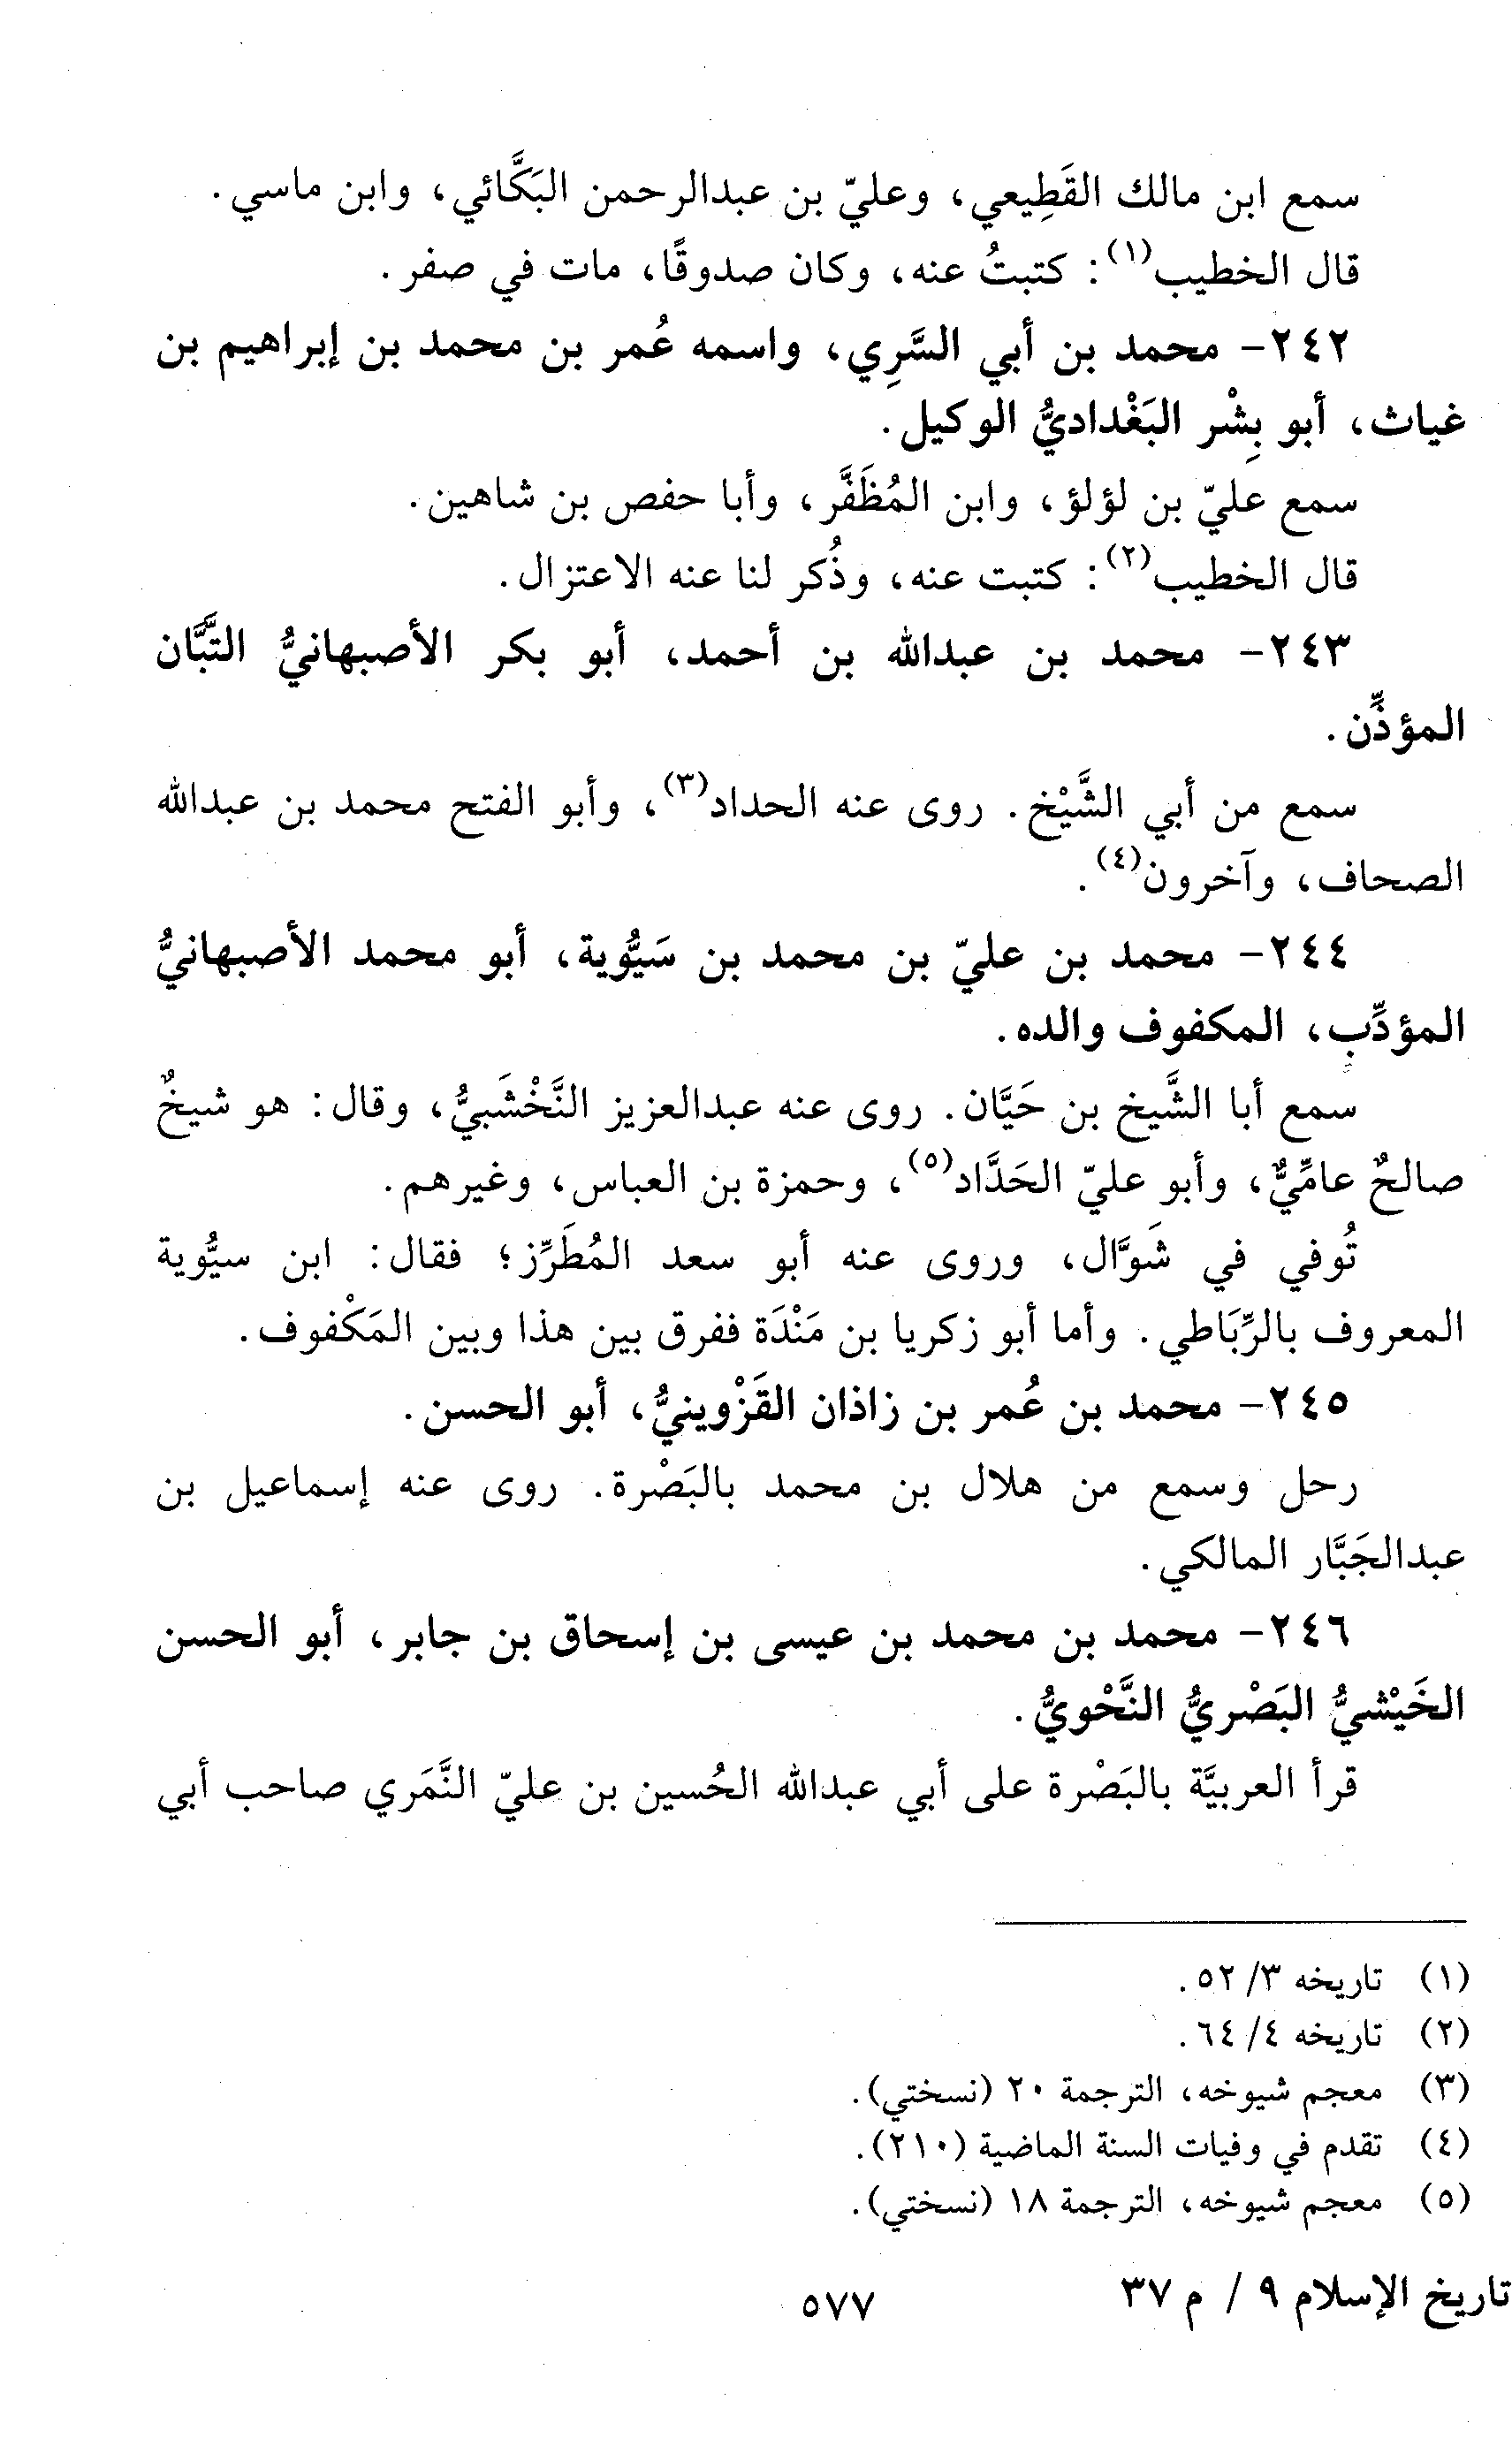 سمع ابن مالك القَطِيعي، وعليّ بن عبدالرحمن البَكَّائي، وابن ماسي.
قال الخطيب(١): كتبتُ عنه، وكان صدوقًا، مات في صفر.
٢٤٢- محمد بن أبي السَّرِي، واسمه عُمر بن محمد بن إبراهيم بن
غياث، أبو بِشْر البَغْداديُّ الوكيل.
سمع عليّ بن لؤلؤ، وابن المُظَفَّر، وأبا حفص بن شاهين.
قال الخطيب(٢): كتبت عنه، وذُكر لنا عنه الاعتزال.
٢٤٣- محمد بن عبدالله بن أحمد، أبو بكر الأصبهانيُّ التَّبَّان
المؤذِّن.
سمع من أبي الشَّيْخ. روى عنه الحداد(٣)، وأبو الفتح محمد بن عبدالله
الصحاف، وآخرون(٤).
٢٤٤- محمد بن عليّ بن محمد بن سَيُّوية، أبو محمد الأصبهانيُّ
المؤدِّب، المكفوف والده.
سمع أبا الشَّيخ بن حَيَّان. روى عنه عبدالعزيز النَّخْشَبيُّ، وقال: هو شيخٌ
صالحٌ عامِّيٌّ، وأبو عليّ الحَدَّاد(٥)، وحمزة بن العباس، وغيرهم.
تُوفي في شَوَّال، وروى عنه أبو سعد المُطَرِّز؛ فقال: ابن سيُّوية
المعروف بالرِّبَاطي. وأما أبو زكريا بن مَنْدَة ففرق بين هذا وبين المَكْفوف.
٢٤٥- محمد بن عُمر بن زاذان القَزْوينيُّ، أبو الحسن.
رحل وسمع من هلال بن محمد بالبَصْرة. روى عنه إسماعيل بن
عبدالجَبَّار المالكي.
٢٤٦- محمد بن محمد بن عيسى بن إسحاق بن جابر، أبو الحسن
الخَيْشيُّ البَصْريُّ النَّحْويُّ.
قرأ العربيَّة بالبَصْرة على أبي عبدالله الحُسين بن عليّ النَّمَري صاحب أبي
(١) تاريخه ٣/ ٥٢.
(٢) تاريخه ٤/ ٦٤.
(٣) معجم شيوخه، الترجمة ٢٠ (نسختي).
(٤) تقدم في وفيات السنة الماضية (٢١٠).
(٥) معجم شيوخه، الترجمة ١٨ (نسختي).
تاريخ الإسلام ٩ / م ٣٧
٥٧٧